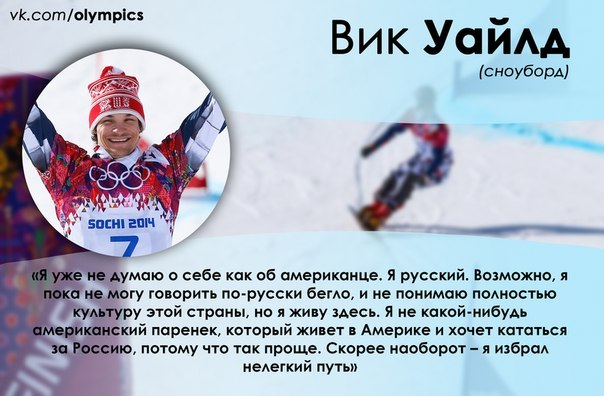 vk.com/olympics
Вик Уайлд
(сноуборд)
SOCHI 2014
7
«Я уже не думаю о себе как об американце. Я русский. Возможно, я
пока не могу говорить по-русски бегло, и не понимаю полностью
культуру этой страны, но я живу здесь. Я не какой-нибудь
американский паренек, который живет в Америке и хочет кататься
за Россию, потому что так проще. Скорее наоборот – я избрал
нелегкий путь»